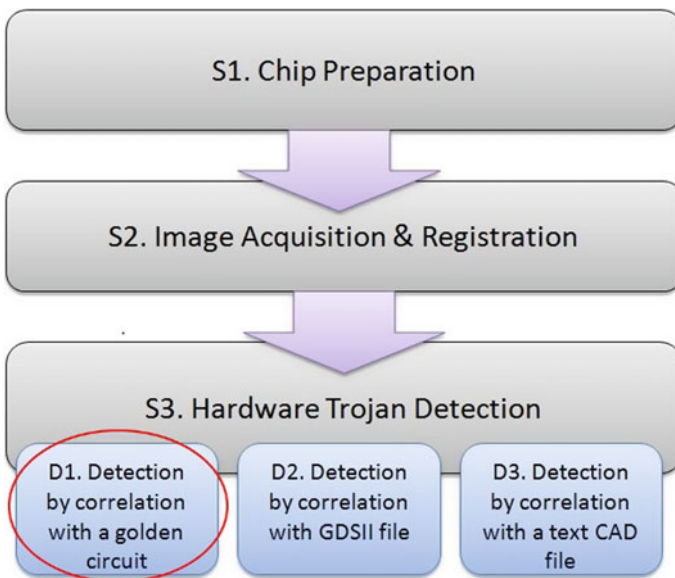 S1. Chip Preparation
S2. Image Acquisition & Registration
S3. Hardware Trojan Detection
D1. Detection
by correlation
with a golden
circuit
D2. Detection
by correlation
with GDSII file
D3. Detection
by correlation
with a text CAD
file